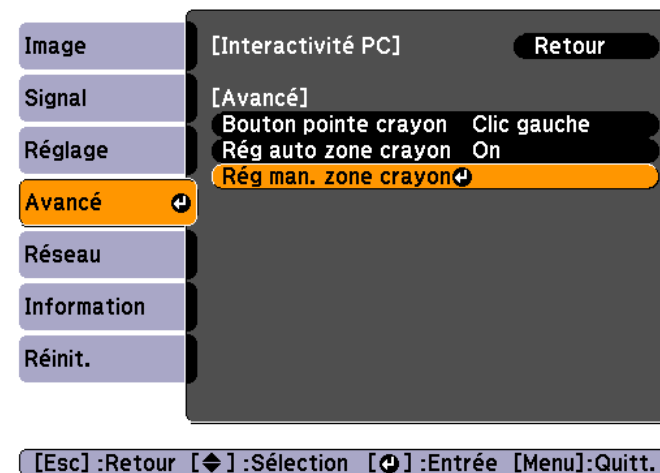 Image
Signal
Réglage
Avancé
Réseau
Information
Réinit.
[Interactivité PC] Retour
[Avancé]
Bouton pointe crayon Clic gauche
Rég auto zone crayon On
Rég man. zone crayon
[Esc] :Retour [◆] :Sélection [⏎] :Entrée [Menu]:Quitt.